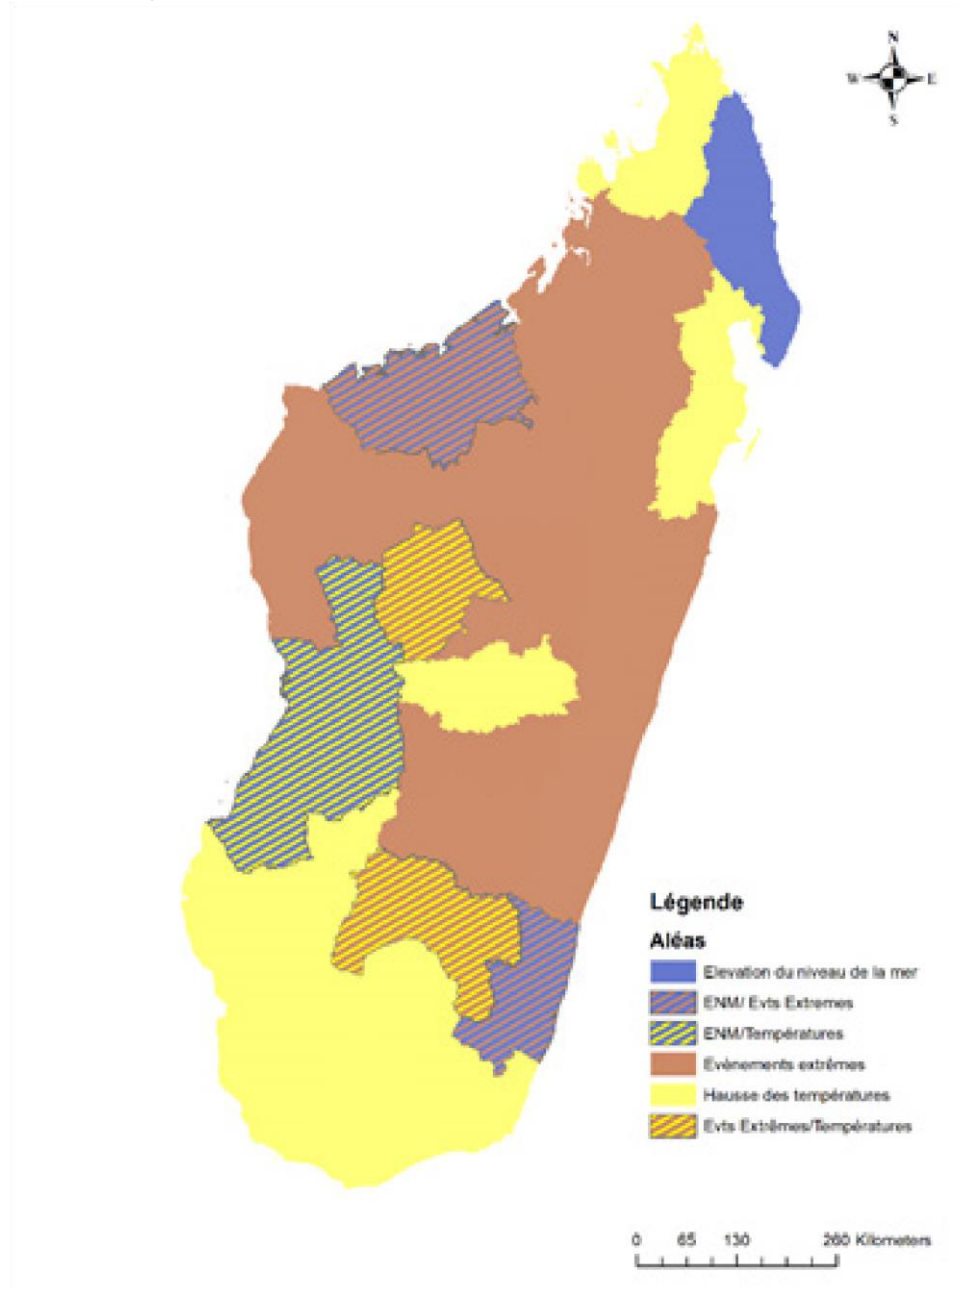 N
W E
S
Légende
Aléas
Elevation du niveau de la mer
ENM/ Evts Extremes
ENM/Températures
Evènements extrêmes
Hausse des températures
Evts Extrêmes/Températures
0 65 130 260 Kilometers